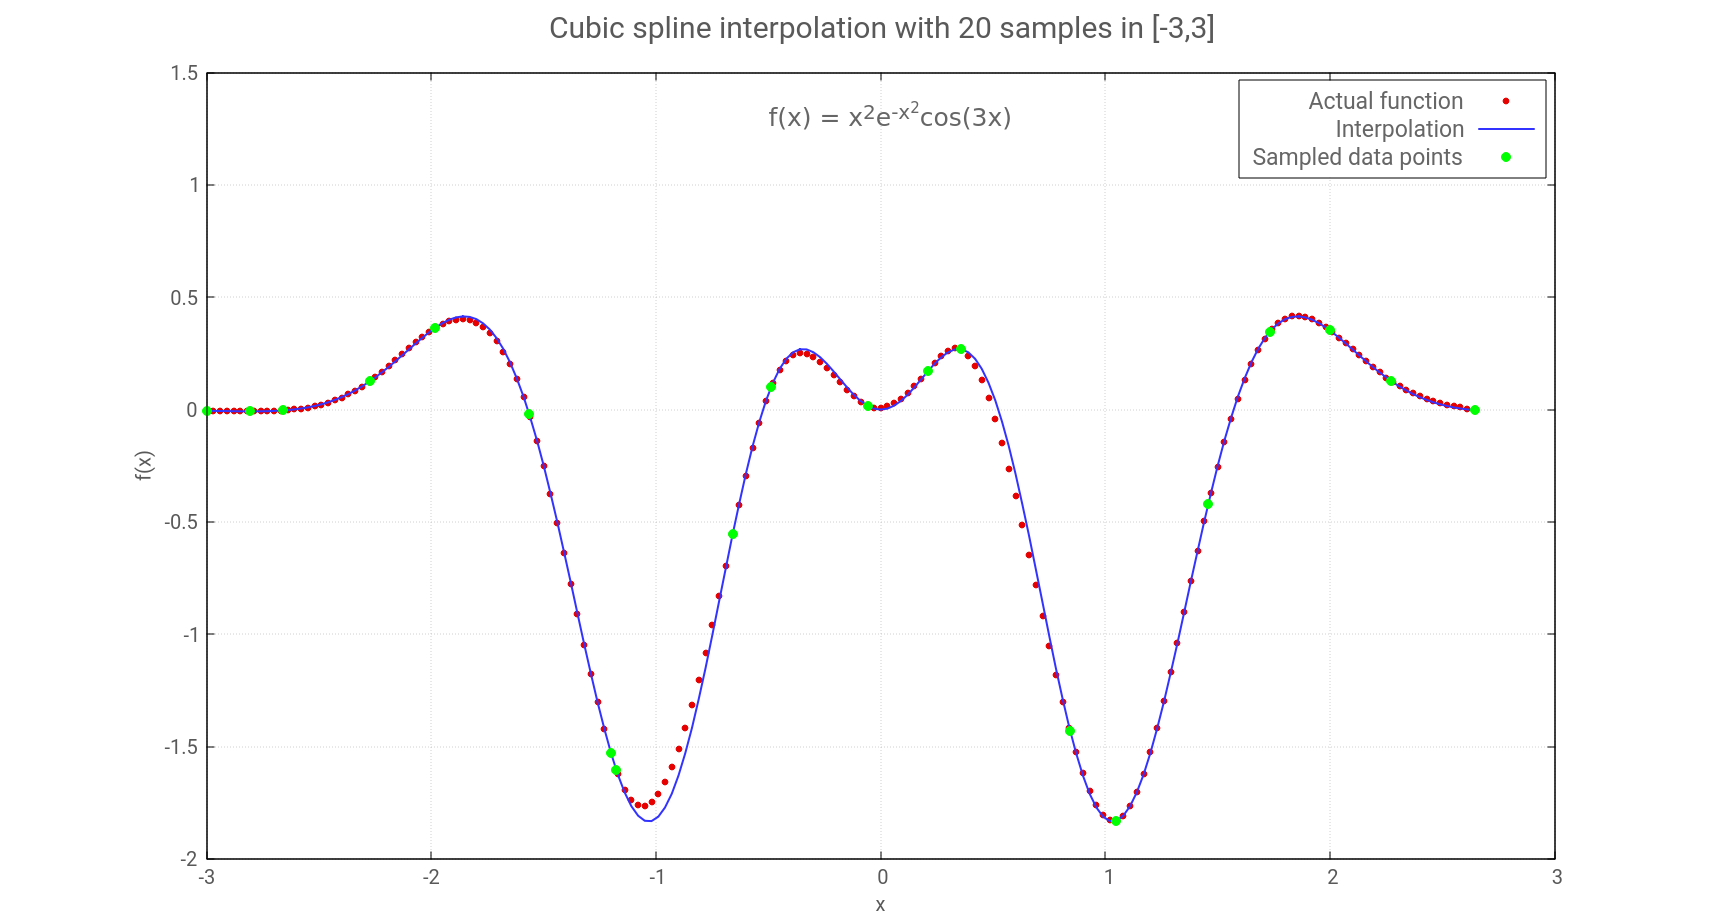 Cubic spline interpolation with 20 samples in [-3,3]
f(x) = x²e-x²cos(3x)
Actual function
Interpolation
Sampled data points
1.5
1
0.5
0
-0.5
-1
-1.5
-2
f(x)
-3 -2 -1 0 1 2 3
x